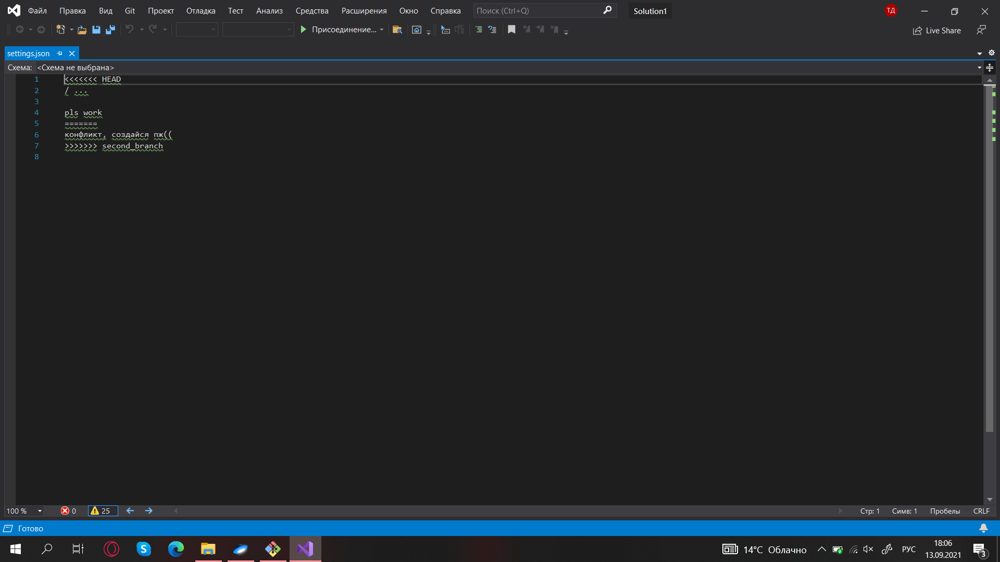 Файл Правка Вид Git Проект Отладка Тест Анализ Средства Расширения Окно Справка Поиск (Ctrl+Q) Solution1 ТД
Присоединение... Live Share
settings.json
Схема: <Схема не выбрана>
1 <<<<<<< HEAD
2 / ...
3
4 pls work
5 =======
6 конфликт, создайся пж((
7 >>>>>>> second_branch
8
100 % 0 25 Стр: 1 Симв: 1 Пробелы CRLF
Готово
14°C Облачно РУС 18:06
13.09.2021 3